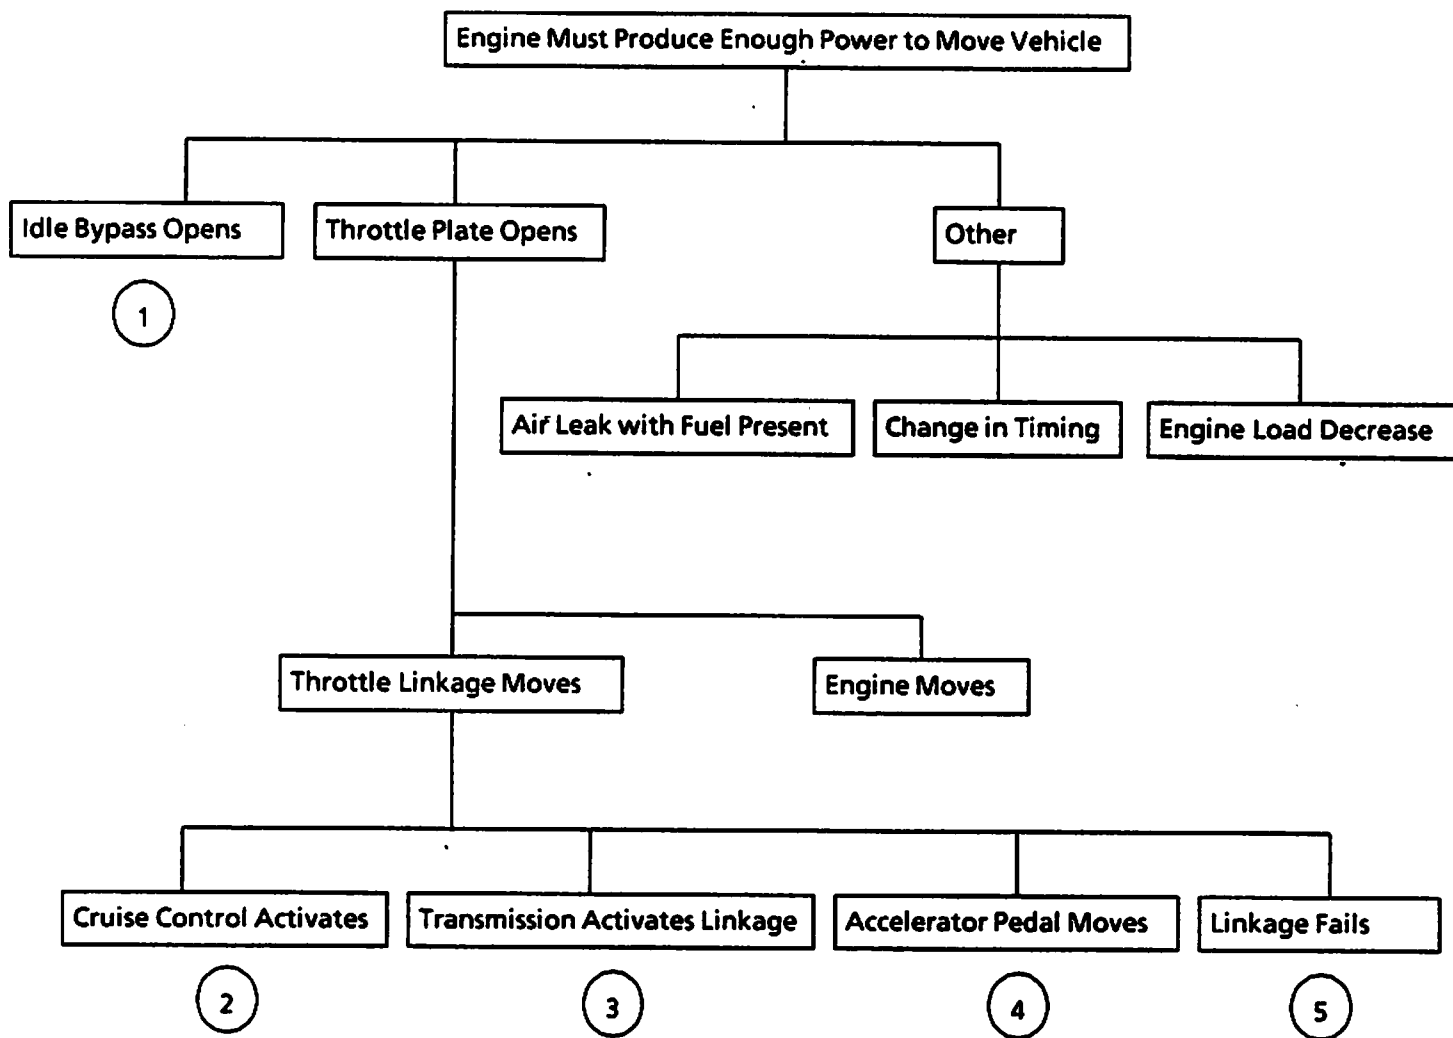 Engine Must Produce Enough Power to Move Vehicle
Idle Bypass Opens
Throttle Plate Opens
Other
1
Air Leak with Fuel Present
Change in Timing
Engine Load Decrease
Throttle Linkage Moves
Engine Moves
Cruise Control Activates
Transmission Activates Linkage
Accelerator Pedal Moves
Linkage Fails
2
3
4
5